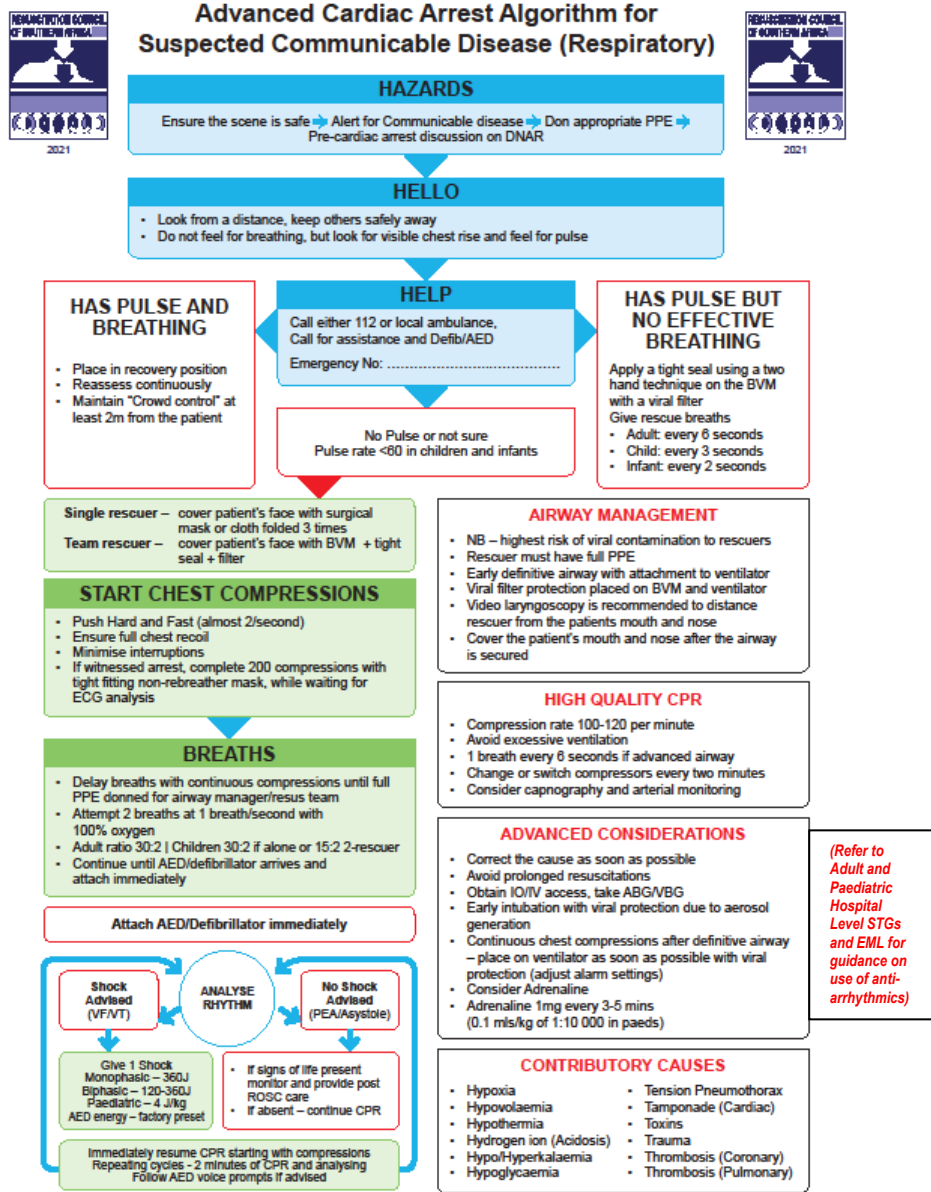 RESUSCITATION COUNCIL
OF SOUTHERN AFRICA
2021
Advanced Cardiac Arrest Algorithm for
Suspected Communicable Disease (Respiratory)
RESUSCITATION COUNCIL
OF SOUTHERN AFRICA
2021
HAZARDS
Ensure the scene is safe Alert for Communicable disease Don appropriate PPE
Pre-cardiac arrest discussion on DNAR
HELLO
• Look from a distance, keep others safely away
• Do not feel for breathing, but look for visible chest rise and feel for pulse
HAS PULSE AND
BREATHING
• Place in recovery position
• Reassess continuously
• Maintain "Crowd control" at
least 2m from the patient
HELP
Call either 112 or local ambulance,
Call for assistance and Defib/AED
Emergency No: ..........................................
HAS PULSE BUT
NO EFFECTIVE
BREATHING
Apply a tight seal using a two
hand technique on the BVM
with a viral filter
Give rescue breaths
• Adult: every 6 seconds
• Child: every 3 seconds
• Infant: every 2 seconds
No Pulse or not sure
Pulse rate <60 in children and infants
Single rescuer – cover patient's face with surgical
mask or cloth folded 3 times
Team rescuer – cover patient's face with BVM + tight
seal + filter
START CHEST COMPRESSIONS
• Push Hard and Fast (almost 2/second)
• Ensure full chest recoil
• Minimise interruptions
• If witnessed arrest, complete 200 compressions with
tight fitting non-rebreather mask, while waiting for
ECG analysis
BREATHS
• Delay breaths with continuous compressions until full
PPE donned for airway manager/resus team
• Attempt 2 breaths at 1 breath/second with
100% oxygen
• Adult ratio 30:2 | Children 30:2 if alone or 15:2 2-rescuer
• Continue until AED/defibrillator arrives and
attach immediately
Attach AED/Defibrillator immediately
Shock
Advised
(VF/VT)
ANALYSE
RHYTHM
No Shock
Advised
(PEA/Asystole)
Give 1 Shock
Monophasic – 360J
Biphasic – 120-360J
Paediatric – 4 J/kg
AED energy – factory preset
• If signs of life present
monitor and provide post
ROSC care
• If absent – continue CPR
Immediately resume CPR starting with compressions
Repeating cycles - 2 minutes of CPR and analysing
Follow AED voice prompts if advised
AIRWAY MANAGEMENT
• NB – highest risk of viral contamination to rescuers
• Rescuer must have full PPE
• Early definitive airway with attachment to ventilator
• Viral filter protection placed on BVM and ventilator
• Video laryngoscopy is recommended to distance
rescuer from the patients mouth and nose
• Cover the patient's mouth and nose after the airway
is secured
HIGH QUALITY CPR
• Compression rate 100-120 per minute
• Avoid excessive ventilation
• 1 breath every 6 seconds if advanced airway
• Change or switch compressors every two minutes
• Consider capnography and arterial monitoring
ADVANCED CONSIDERATIONS
• Correct the cause as soon as possible
• Avoid prolonged resuscitations
• Obtain IO/IV access, take ABG/VBG
• Early intubation with viral protection due to aerosol
generation
• Continuous chest compressions after definitive airway
– place on ventilator as soon as possible with viral
protection (adjust alarm settings)
• Consider Adrenaline
• Adrenaline 1mg every 3-5 mins
(0.1 mls/kg of 1:10 000 in paeds)
(Refer to
Adult and
Paediatric
Hospital
Level STGs
and EML for
guidance on
use of anti-
arrhythmics)
CONTRIBUTORY CAUSES
• Hypoxia
• Hypovolaemia
• Hypothermia
• Hydrogen ion (Acidosis)
• Hypo/Hyperkalaemia
• Hypoglycaemia
• Tension Pneumothorax
• Tamponade (Cardiac)
• Toxins
• Trauma
• Thrombosis (Coronary)
• Thrombosis (Pulmonary)